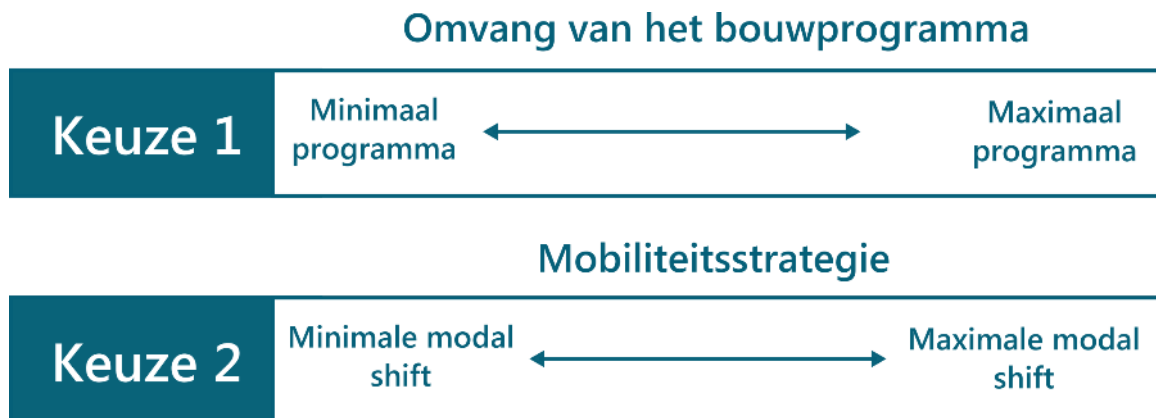 Omvang van het bouwprogramma
Keuze 1
Minimaal
programma
Maximaal
programma
Mobiliteitsstrategie
Keuze 2
Minimale modal
shift
Maximale modal
shift